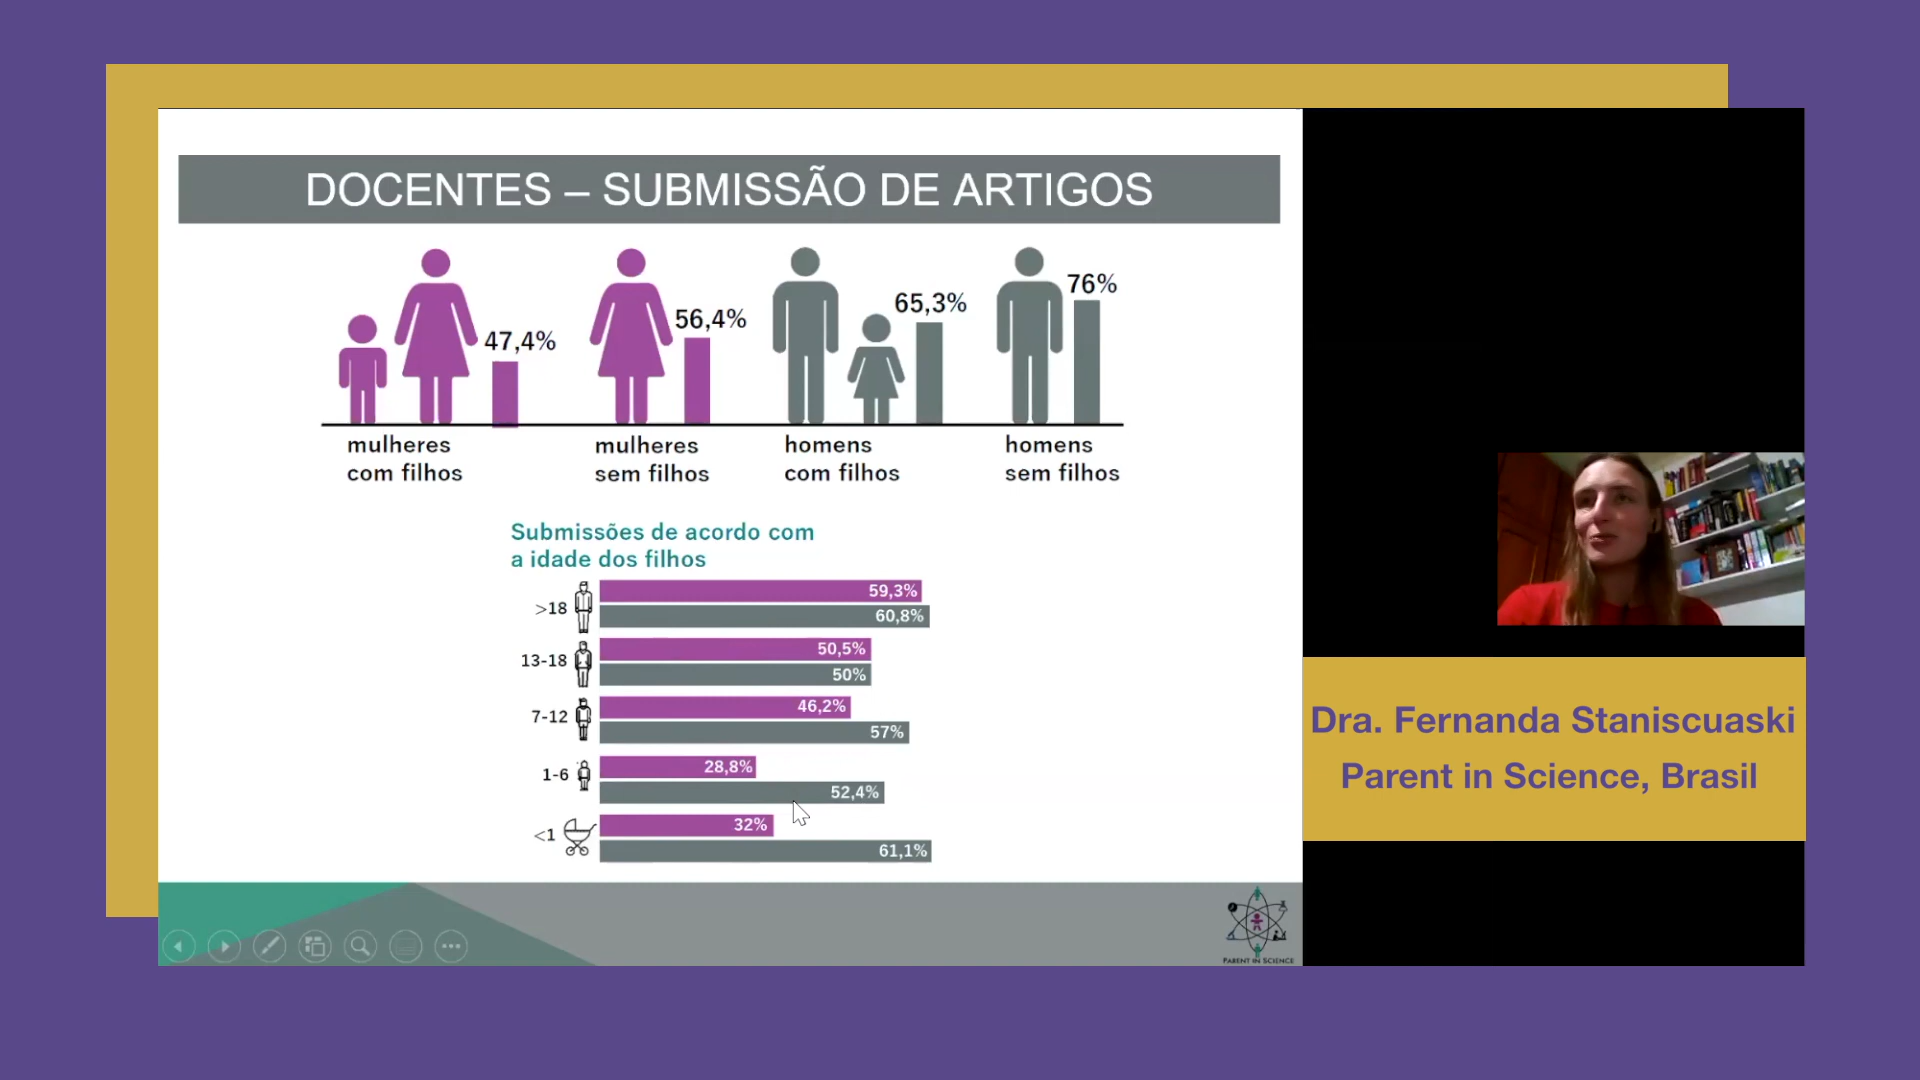 DOCENTES – SUBMISSÃO DE ARTIGOS
47,4%
56,4%
65,3%
76%
mulheres
com filhos
mulheres
sem filhos
homens
com filhos
homens
sem filhos
Submissões de acordo com
a idade dos filhos
>18
59,3%
60,8%
13-18
50,5%
50%
7-12
46,2%
57%
1-6
28,8%
52,4%
<1
32%
61,1%
PARENT IN SCIENCE
Dra. Fernanda Staniscuaski
Parent in Science, Brasil